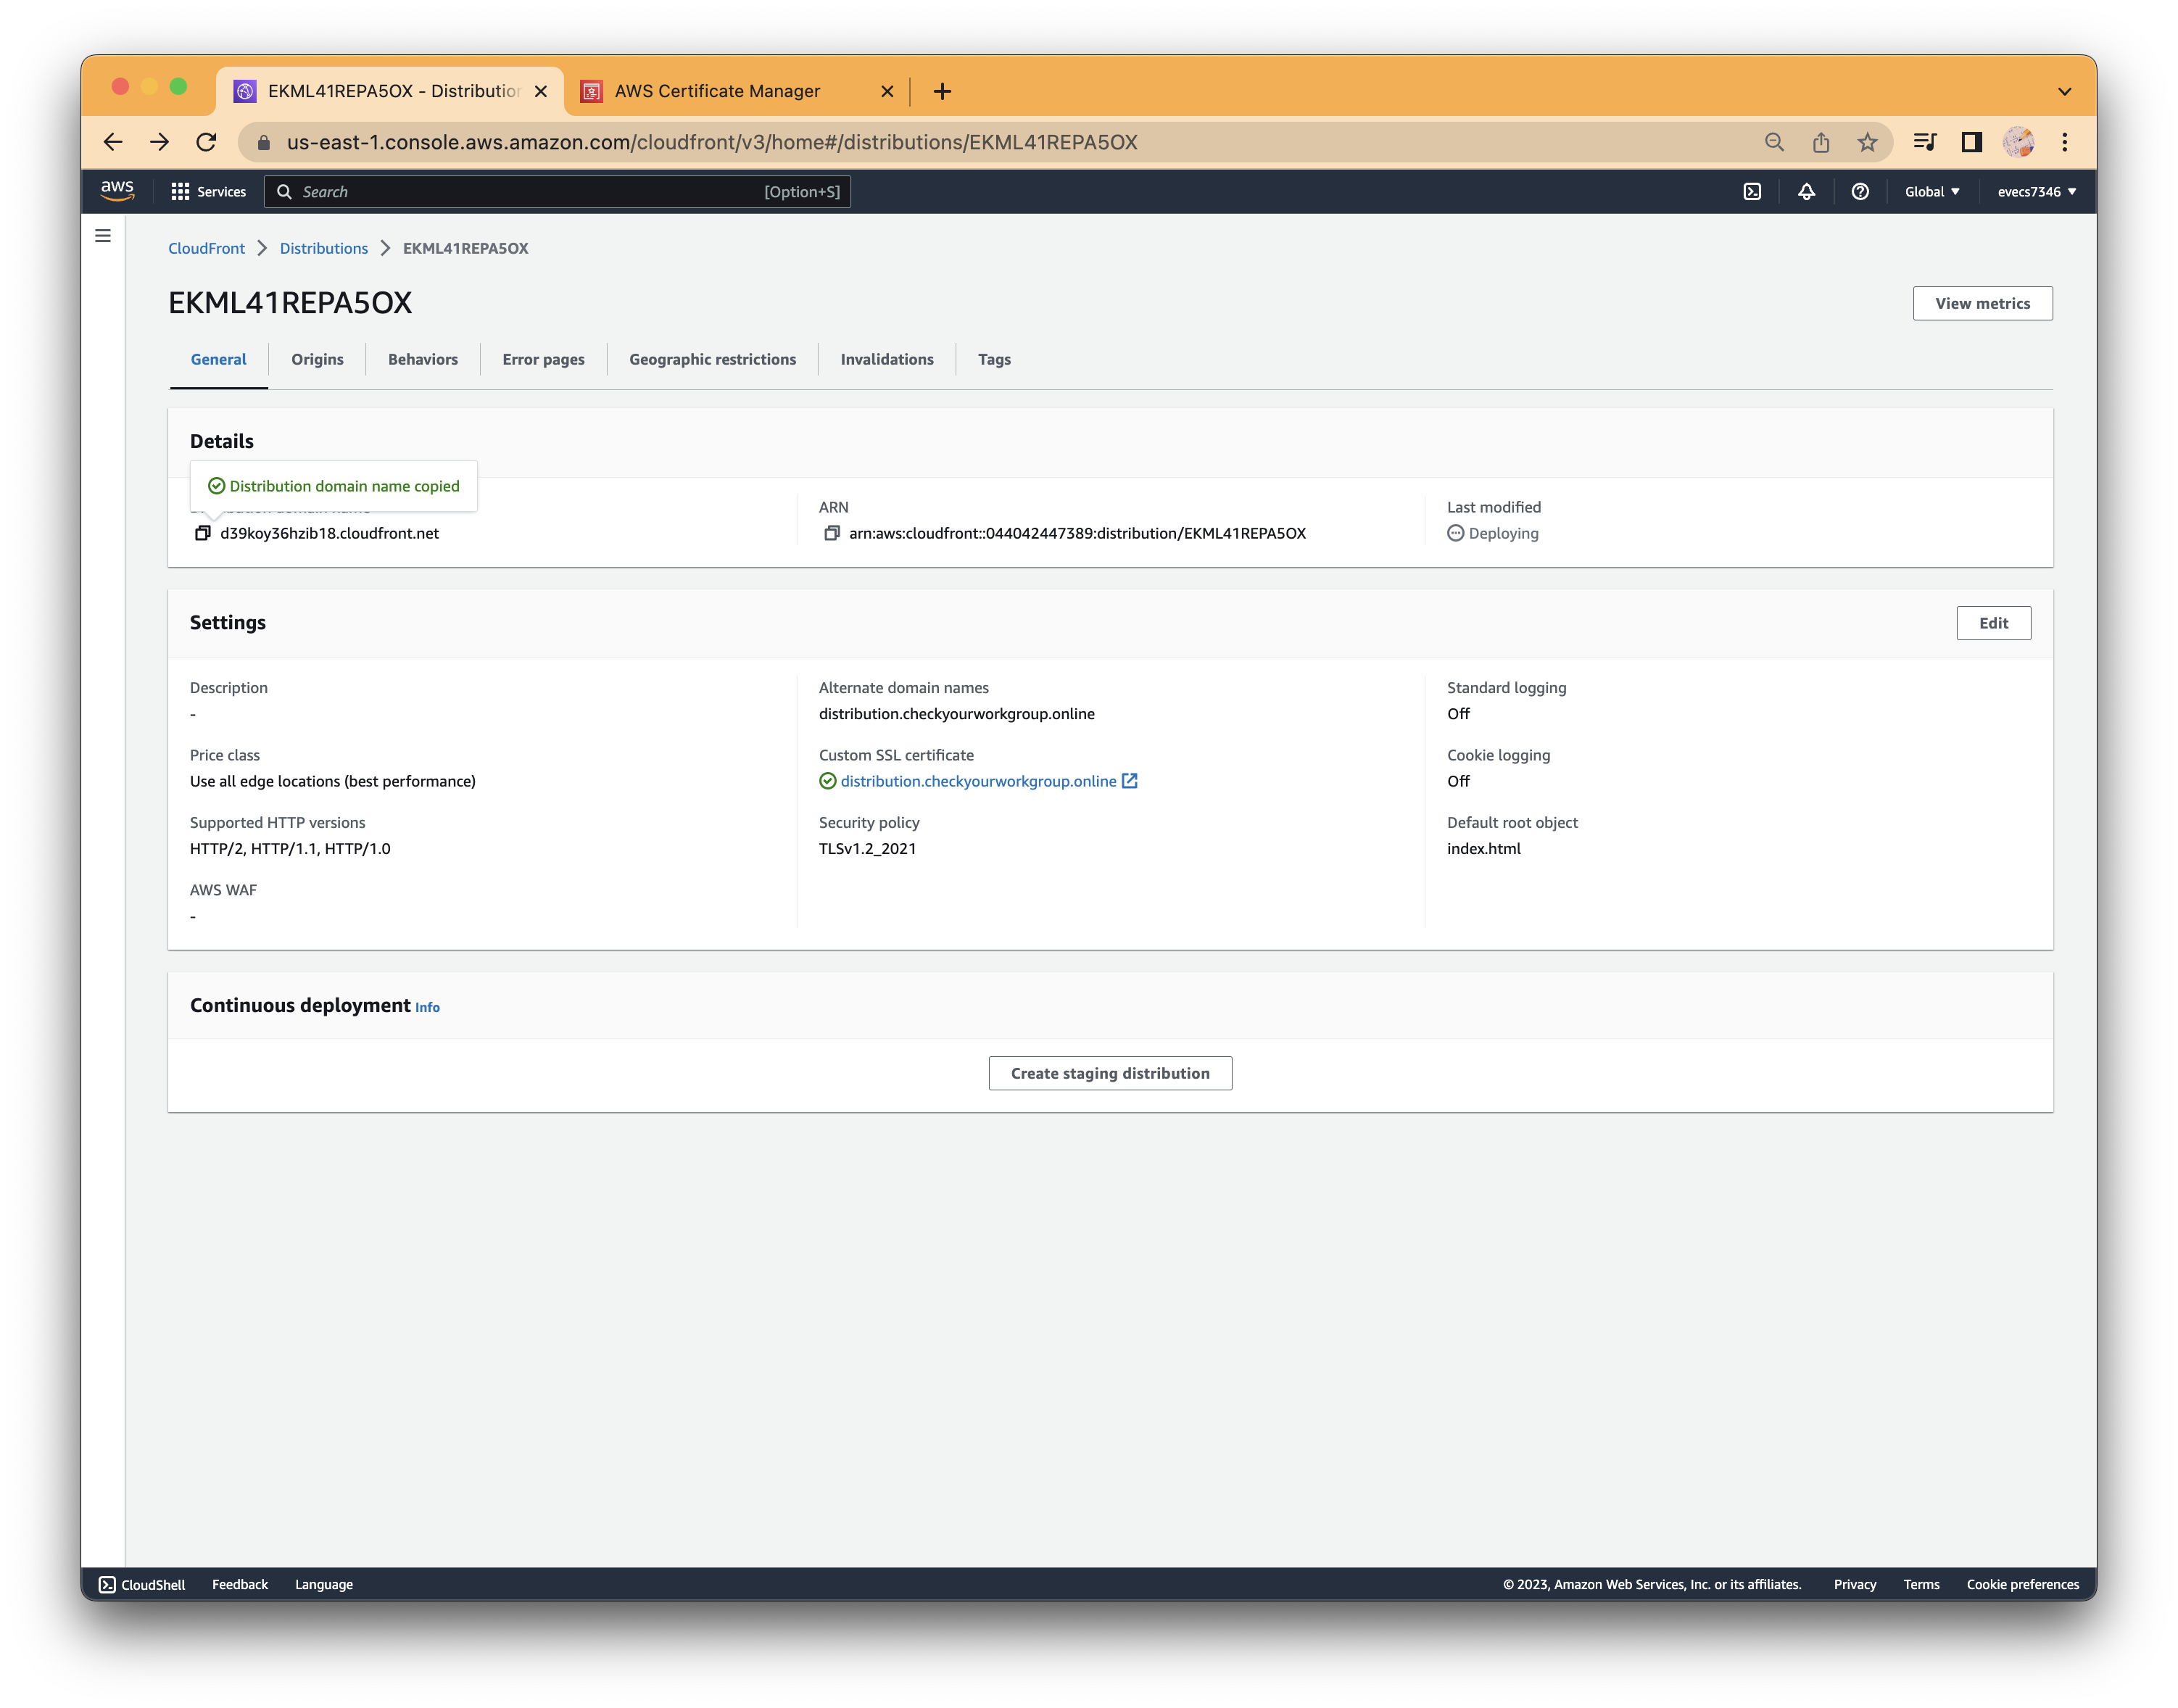 EKML41REPA5OX - Distribution
AWS Certificate Manager
us-east-1.console.aws.amazon.com/cloudfront/v3/home#/distributions/EKML41REPA5OX
aws
Services
Search
[Option+S]
Global
evecs7346
CloudFront
Distributions
EKML41REPA5OX
EKML41REPA5OX
View metrics
General
Origins
Behaviors
Error pages
Geographic restrictions
Invalidations
Tags
Details
Distribution domain name copied
d39koy36hzib18.cloudfront.net
ARN
arn:aws:cloudfront::044042447389:distribution/EKML41REPA5OX
Last modified
Deploying
Settings
Edit
Description
-
Price class
Use all edge locations (best performance)
Supported HTTP versions
HTTP/2, HTTP/1.1, HTTP/1.0
AWS WAF
-
Alternate domain names
distribution.checkyourworkgroup.online
Custom SSL certificate
distribution.checkyourworkgroup.online
Security policy
TLSv1.2_2021
Standard logging
Off
Cookie logging
Off
Default root object
index.html
Continuous deployment Info
Create staging distribution
CloudShell
Feedback
Language
© 2023, Amazon Web Services, Inc. or its affiliates.
Privacy
Terms
Cookie preferences